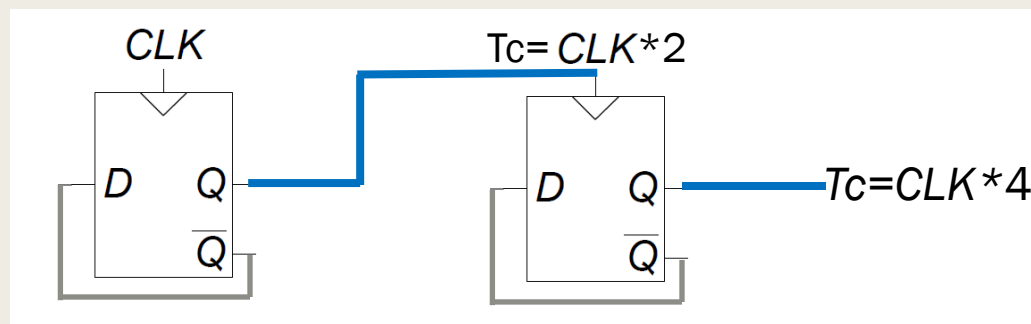 CLK
Tc= CLK*2
D Q
Q̅
D Q
Q̅
Tc=CLK*4